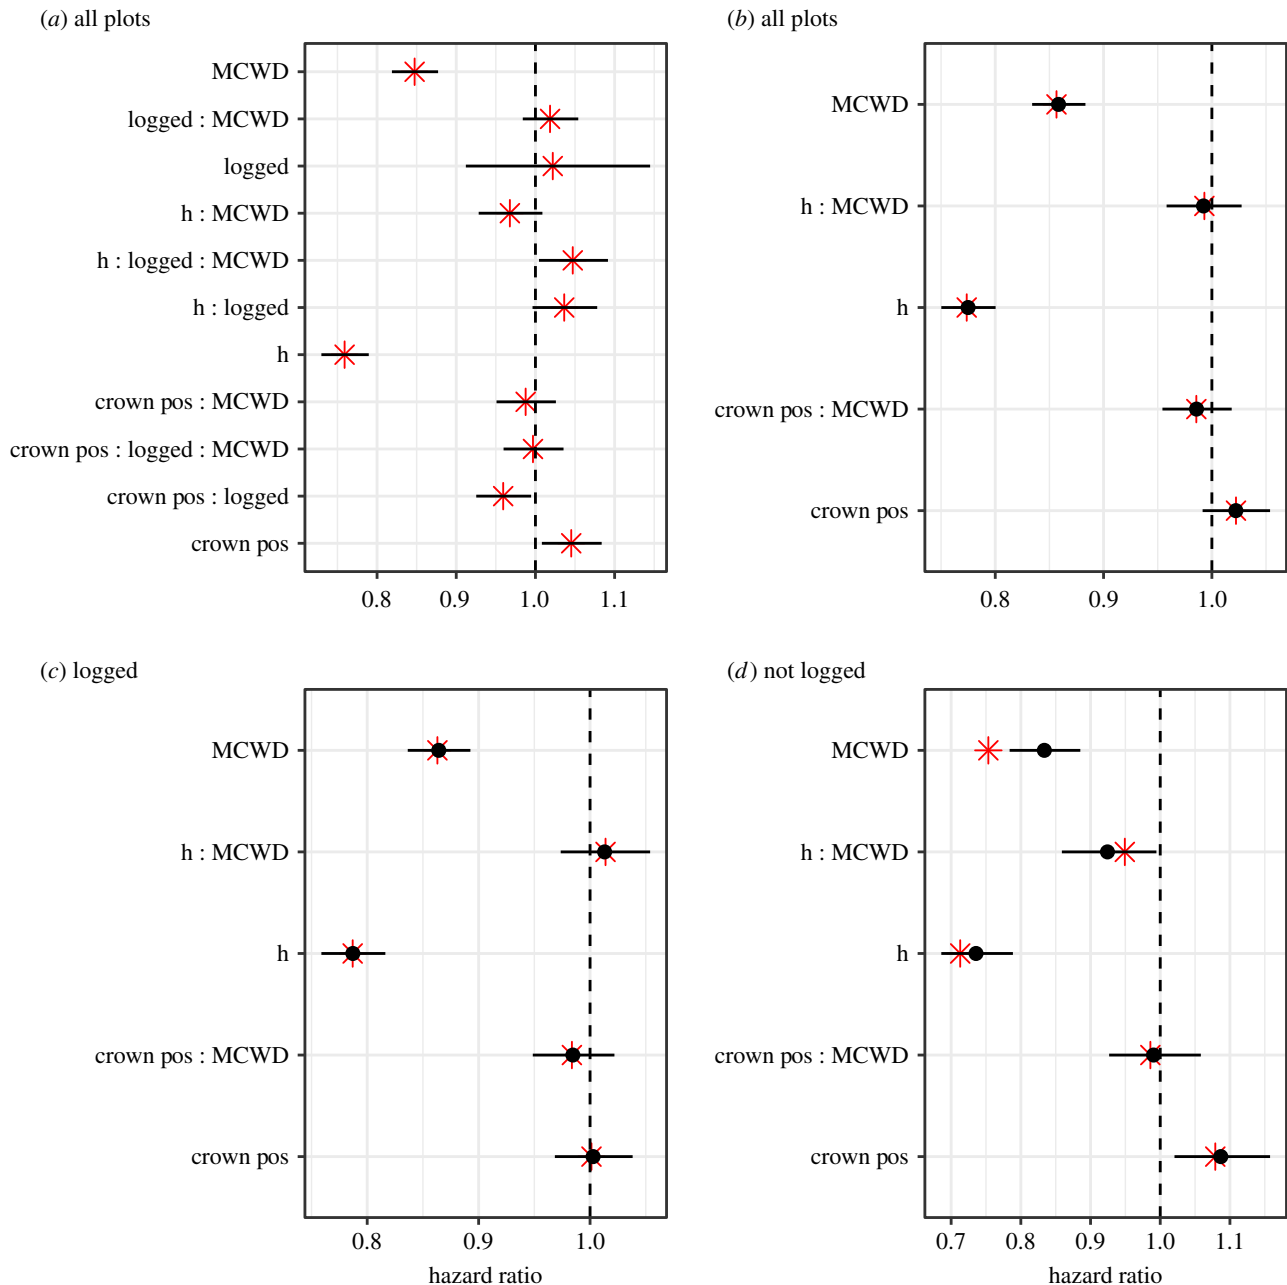 (a) all plots
MCWD
logged : MCWD
logged
h : MCWD
h : logged : MCWD
h : logged
h
crown pos : MCWD
crown pos : logged : MCWD
crown pos : logged
crown pos
0.8 0.9 1.0 1.1
(b) all plots
MCWD
h : MCWD
h
crown pos : MCWD
crown pos
0.8 0.9 1.0
(c) logged
MCWD
h : MCWD
h
crown pos : MCWD
crown pos
0.8 0.9 1.0
hazard ratio
(d) not logged
MCWD
h : MCWD
h
crown pos : MCWD
crown pos
0.7 0.8 0.9 1.0 1.1
hazard ratio